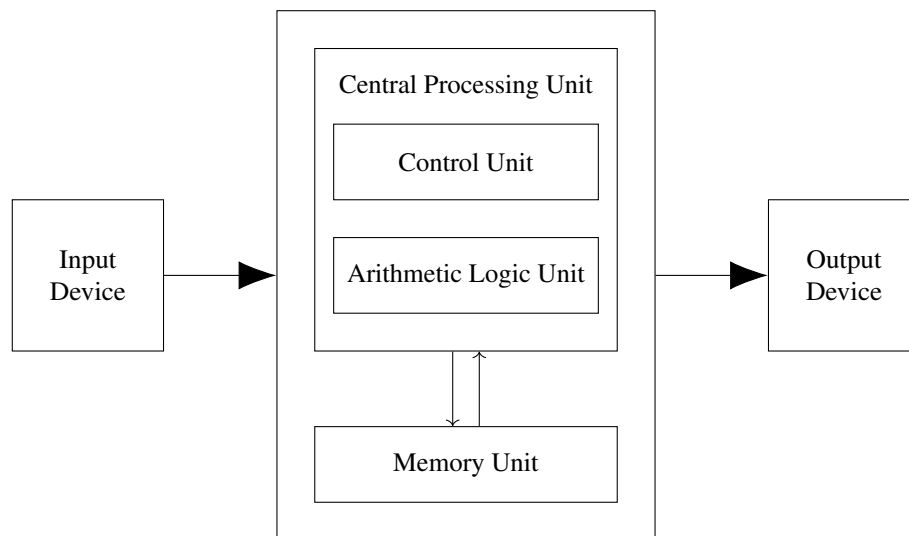 Central Processing Unit
Control Unit
Arithmetic Logic Unit
Input
Device
Output
Device
Memory Unit